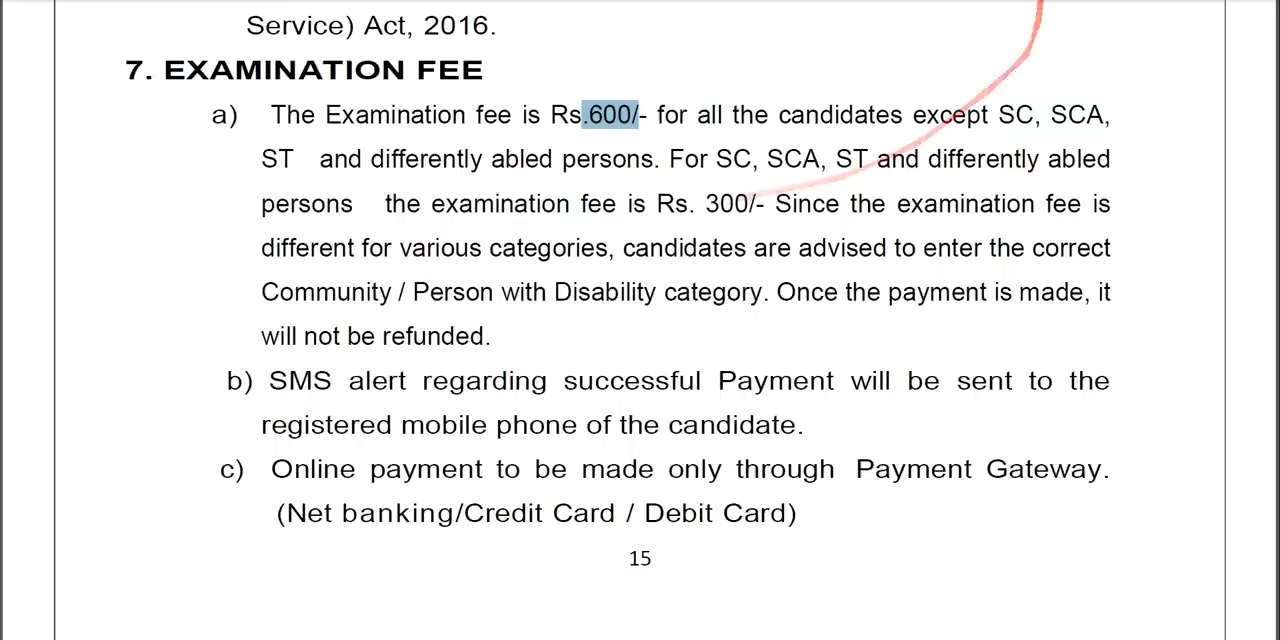 Service) Act, 2016.
7. EXAMINATION FEE
a) The Examination fee is Rs.600/- for all the candidates except SC, SCA,
ST and differently abled persons. For SC, SCA, ST and differently abled
persons the examination fee is Rs. 300/- Since the examination fee is
different for various categories, candidates are advised to enter the correct
Community / Person with Disability category. Once the payment is made, it
will not be refunded.
b) SMS alert regarding successful Payment will be sent to the
registered mobile phone of the candidate.
c) Online payment to be made only through Payment Gateway.
(Net banking/Credit Card / Debit Card)
15